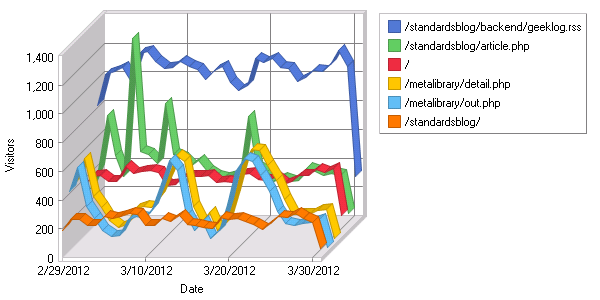 /standardsblog/backend/geeklog.rss
/standardsblog/article.php
/
/metalibrary/detail.php
/metalibrary/out.php
/standardsblog/
Visitors
1,400
1,200
1,000
800
600
400
200
0
2/29/2012 3/10/2012 3/20/2012 3/30/2012
Date